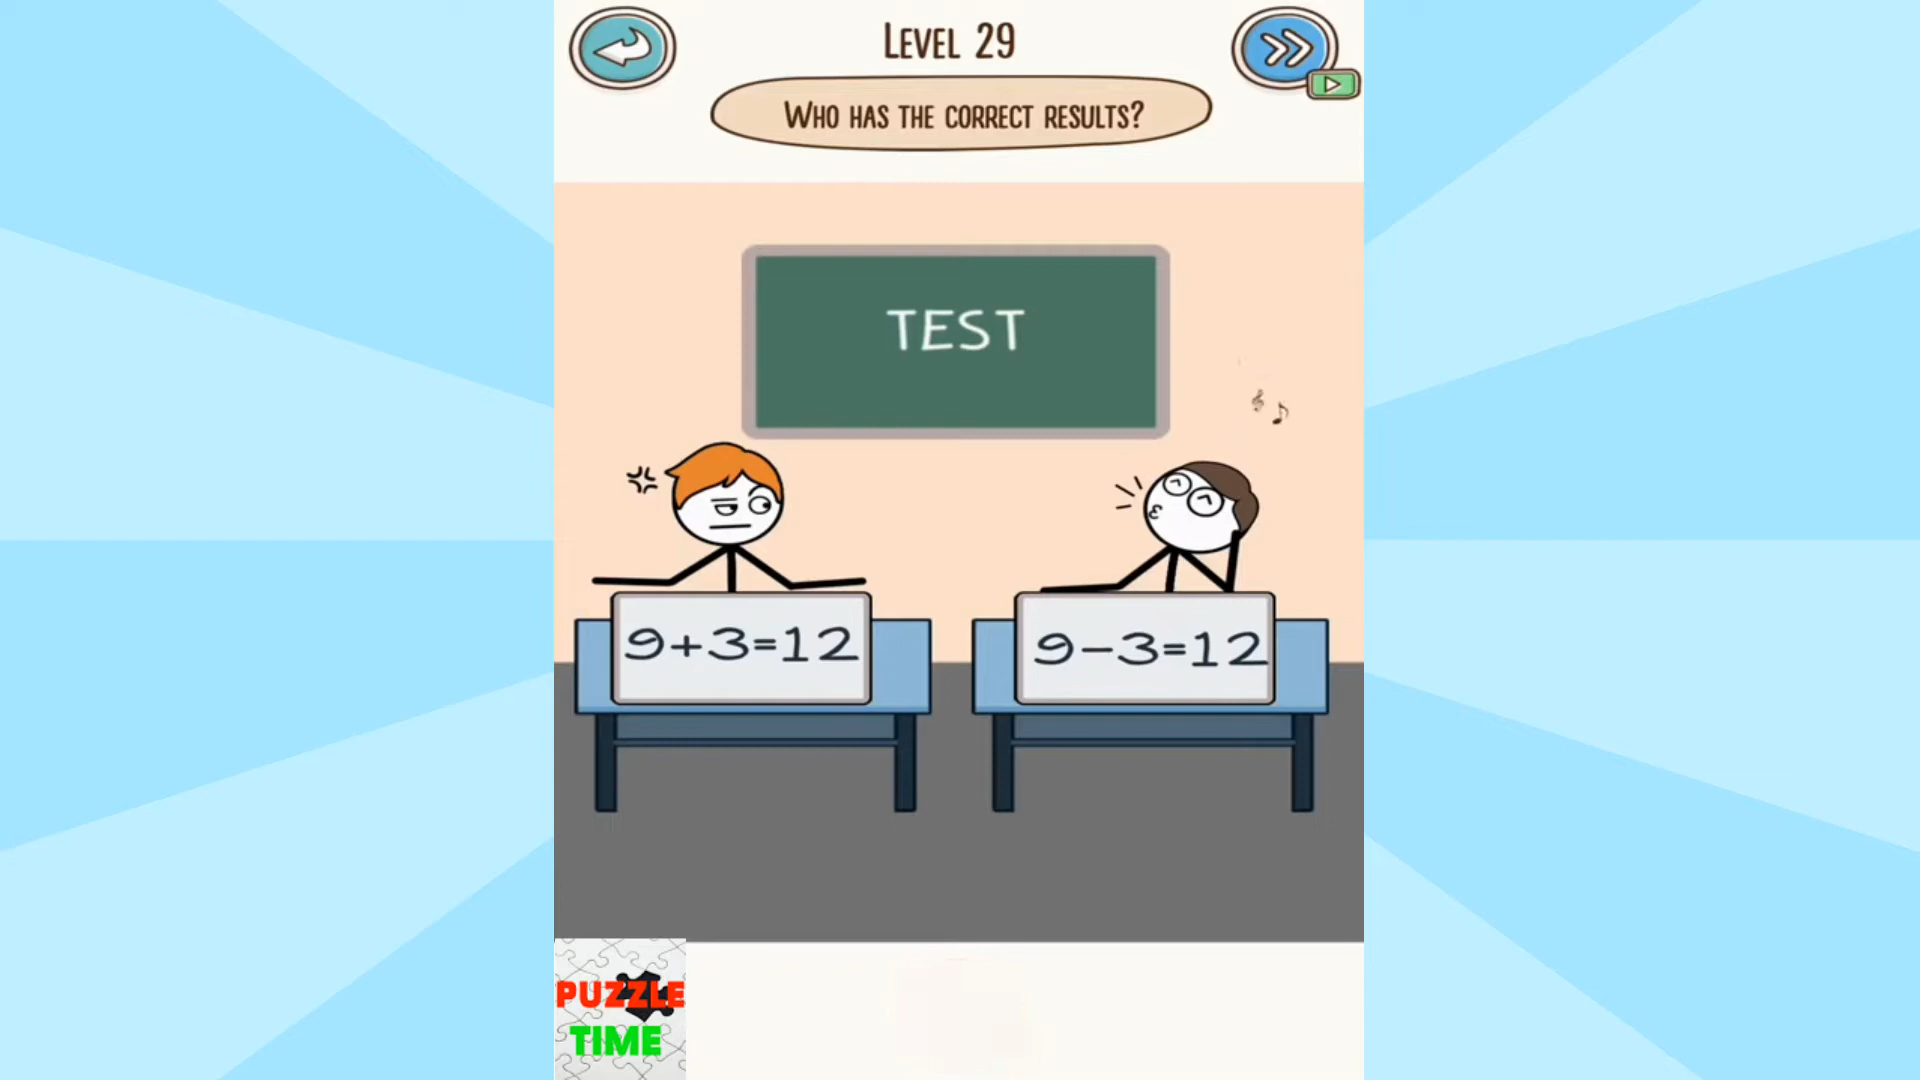 LEVEL 29
WHO HAS THE CORRECT RESULTS?
TEST
9+3=12
9-3=12
PUZZLE
TIME